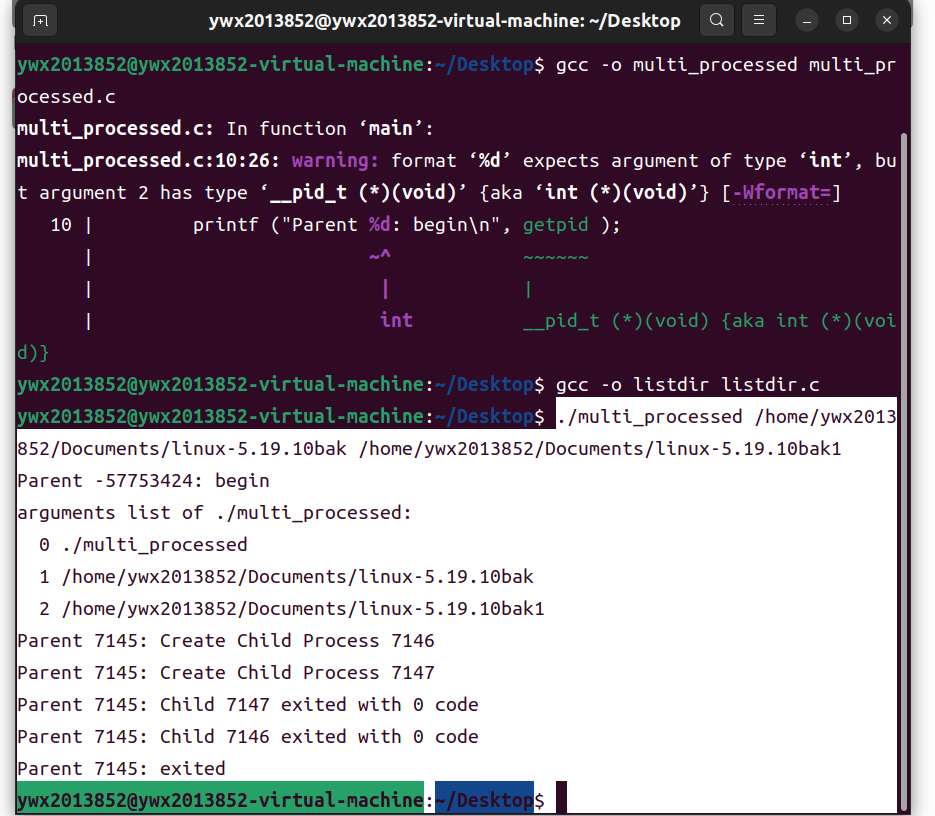 ywx2013852@ywx2013852-virtual-machine: ~/Desktop
ywx2013852@ywx2013852-virtual-machine:~/Desktop$ gcc -o multi_processed multi_pr
ocessed.c
multi_processed.c: In function ‘main’:
multi_processed.c:10:26: warning: format ‘%d’ expects argument of type ‘int’, bu
t argument 2 has type ‘__pid_t (*)(void)’ {aka ‘int (*)(void)’} [-Wformat=]
   10 |         printf ("Parent %d: begin\n", getpid );
      |                         ~^            ~~~~~~
      |                          |            |
      |                          int          __pid_t (*)(void) {aka int (*)(voi
d)}
ywx2013852@ywx2013852-virtual-machine:~/Desktop$ gcc -o listdir listdir.c
ywx2013852@ywx2013852-virtual-machine:~/Desktop$ ./multi_processed /home/ywx2013
852/Documents/linux-5.19.10bak /home/ywx2013852/Documents/linux-5.19.10bak1
Parent -57753424: begin
arguments list of ./multi_processed:
  0 ./multi_processed
  1 /home/ywx2013852/Documents/linux-5.19.10bak
  2 /home/ywx2013852/Documents/linux-5.19.10bak1
Parent 7145: Create Child Process 7146
Parent 7145: Create Child Process 7147
Parent 7145: Child 7147 exited with 0 code
Parent 7145: Child 7146 exited with 0 code
Parent 7145: exited
ywx2013852@ywx2013852-virtual-machine:~/Desktop$